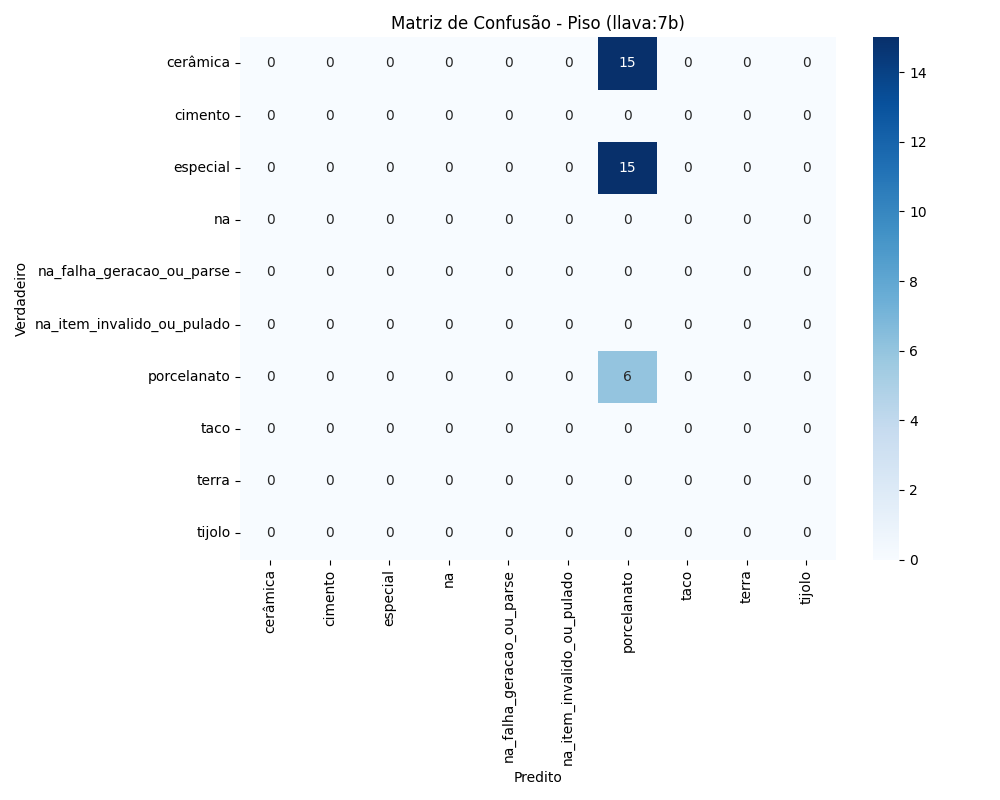 Matriz de Confusão - Piso (llava:7b)
Verdadeiro
cerâmica 0 0 0 0 0 0 15 0 0 0
cimento 0 0 0 0 0 0 0 0 0 0
especial 0 0 0 0 0 0 15 0 0 0
na 0 0 0 0 0 0 0 0 0 0
na_falha_geracao_ou_parse 0 0 0 0 0 0 0 0 0 0
na_item_invalido_ou_pulado 0 0 0 0 0 0 0 0 0 0
porcelanato 0 0 0 0 0 0 6 0 0 0
taco 0 0 0 0 0 0 0 0 0 0
terra 0 0 0 0 0 0 0 0 0 0
tijolo 0 0 0 0 0 0 0 0 0 0
cerâmica
cimento
especial
na
na_falha_geracao_ou_parse
na_item_invalido_ou_pulado
porcelanato
taco
terra
tijolo
Predito
14
12
10
8
6
4
2
0